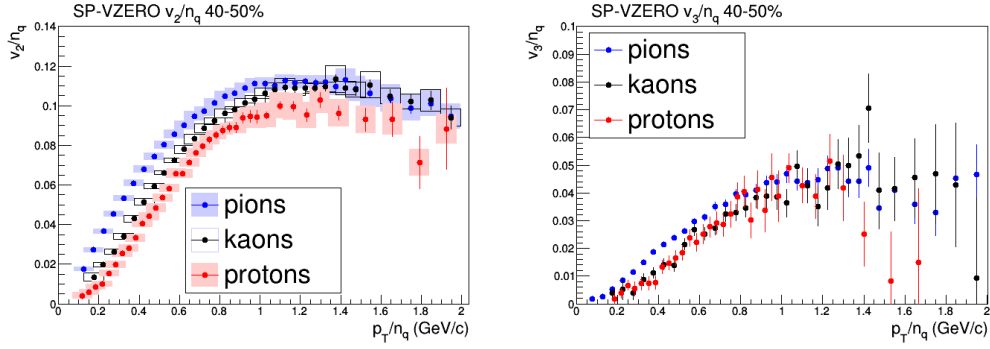 SP-VZERO v2/nq 40-50%
v2/nq
0.14
0.12
0.1
0.08
0.06
0.04
0.02
0
pions
kaons
protons
0 0.2 0.4 0.6 0.8 1 1.2 1.4 1.6 1.8 2
pT/nq (GeV/c)
SP-VZERO v3/nq 40-50%
v3/nq
0.1
0.09
0.08
0.07
0.06
0.05
0.04
0.03
0.02
0.01
0
pions
kaons
protons
0 0.2 0.4 0.6 0.8 1 1.2 1.4 1.6 1.8 2
pT/nq (GeV/c)